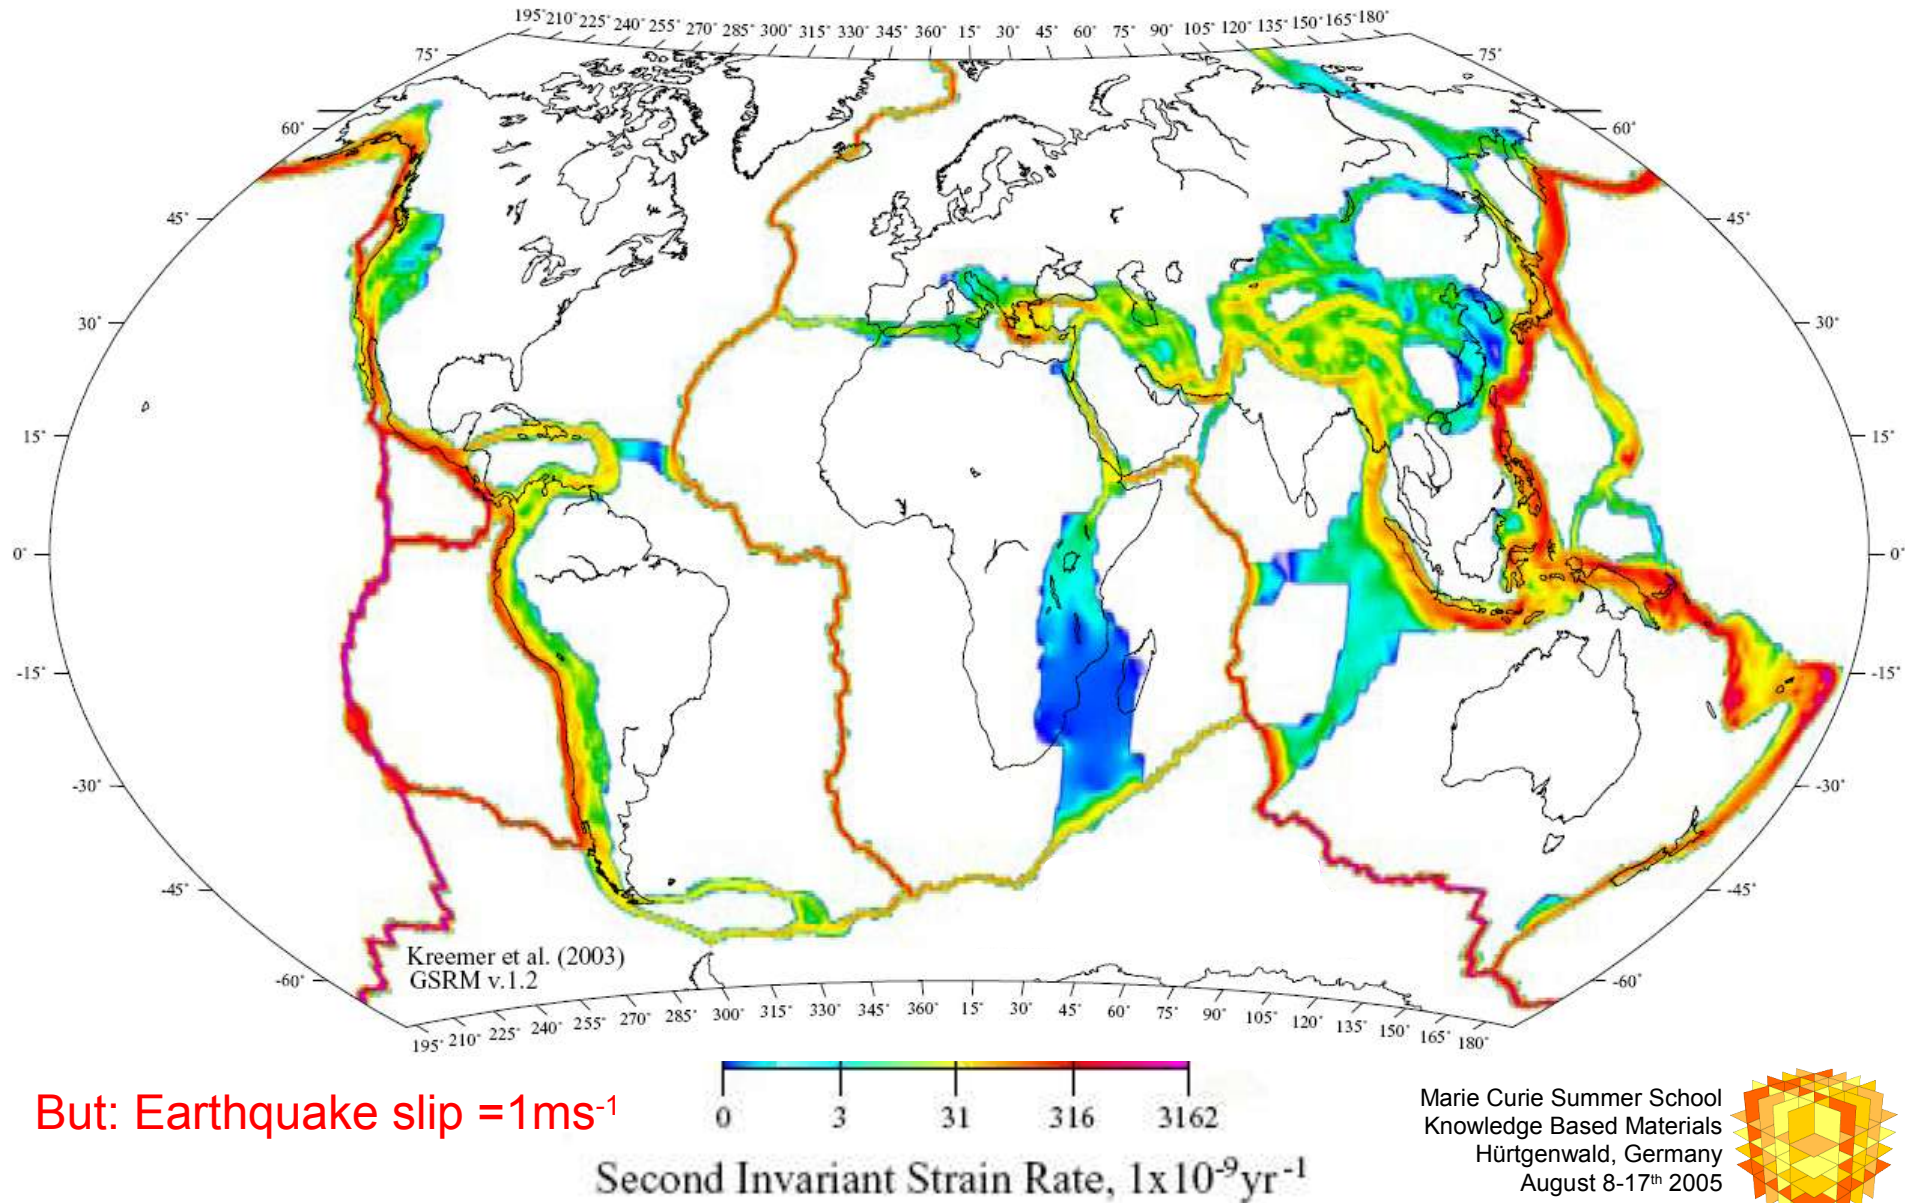 195° 210° 225° 240° 255° 270° 285° 300° 315° 330° 345° 360° 15° 30° 45° 60° 75° 90° 105° 120° 135° 150° 165° 180°
75° 75°
60° 60°
45° 45°
30° 30°
15° 15°
0° 0°
-15° -15°
-30° -30°
-45° -45°
Kreemer et al. (2003)
GSRM v.1.2
-60° -60°
195° 210° 225° 240° 255° 270° 285° 300° 315° 330° 345° 360° 15° 30° 45° 60° 75° 90° 105° 120° 135° 150° 165° 180°
But: Earthquake slip =1ms⁻¹
0 3 31 316 3162
Second Invariant Strain Rate, 1x10⁻⁹yr⁻¹
Marie Curie Summer School
Knowledge Based Materials
Hürtgenwald, Germany
August 8-17ᵗʰ 2005